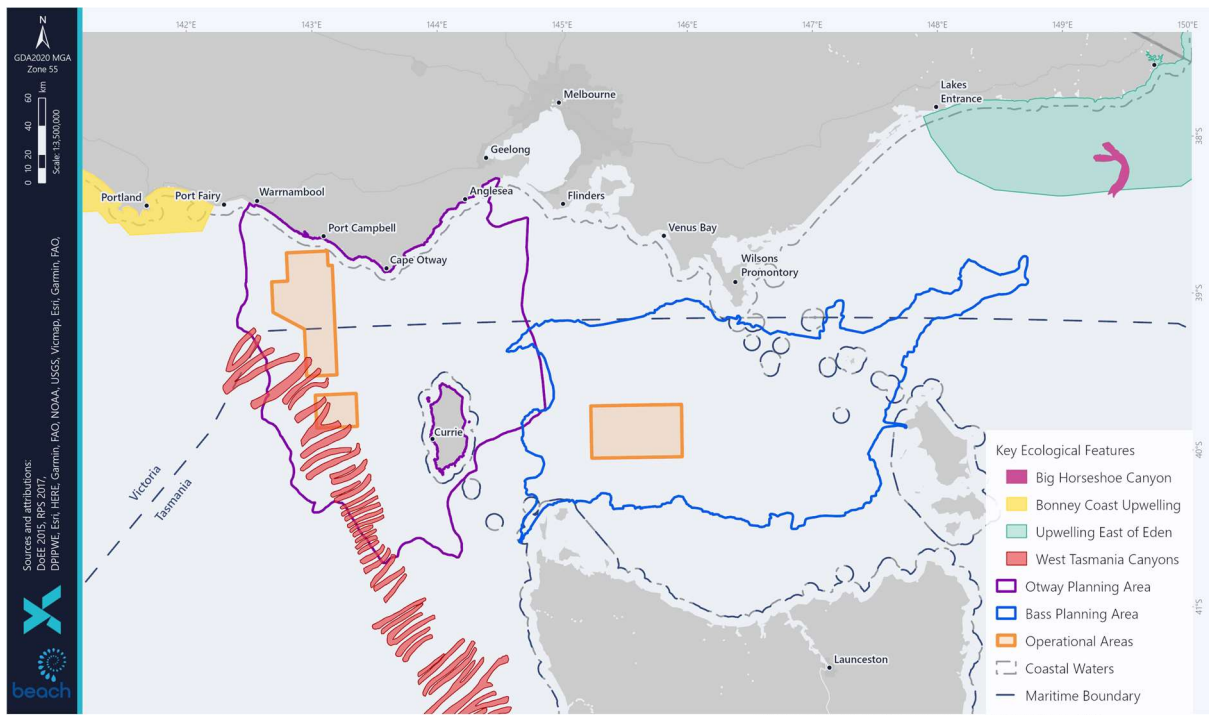 142°E
143°E
144°E
145°E
146°E
147°E
148°E
149°E
150°E
N
GDA2020 MGA
Zone 55
km
60
40
20
10
0
Scale: 1:3,500,000
Sources and attributions:
DoEE 2015, RPS 2017,
DPIPWE, Esri, HERE, Garmin, FAO, NOAA, USGS, Vicmap, Esri, Garmin, FAO,
beach
Melbourne
Geelong
Lakes
Entrance
Portland
Port Fairy
Warrnambool
Anglesea
Flinders
Port Campbell
Cape Otway
Venus Bay
Wilsons
Promontory
Currie
Launceston
Victoria
Tasmania
38°S
39°S
40°S
41°S
Key Ecological Features
Big Horseshoe Canyon
Bonney Coast Upwelling
Upwelling East of Eden
West Tasmania Canyons
Otway Planning Area
Bass Planning Area
Operational Areas
Coastal Waters
Maritime Boundary